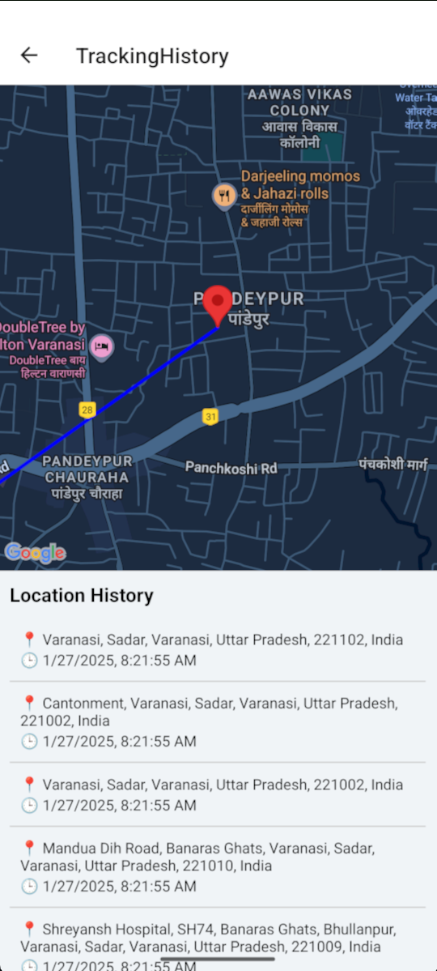 ← TrackingHistory
AAWAS VIKAS
COLONY
आवास विकास
कॉलोनी
Water Ta
ओवरहेड
वॉटर टैंक
Darjeeling momos
& Jahazi rolls
दार्जीलिंग मोमोस
& जहाजी रोल्स
P DEYPUR
पांडेपुर
DoubleTree by
lton Varanasi
DoubleTree बाय
हिल्टन वाराणसी
28
31
PANDEYPUR
CHAURAHA
पांडेपुर चौराहा
Panchkoshi Rd
पंचकोशी मार्ग
Rd
Google
Location History
📍 Varanasi, Sadar, Varanasi, Uttar Pradesh, 221102, India
🕒 1/27/2025, 8:21:55 AM
📍 Cantonment, Varanasi, Sadar, Varanasi, Uttar Pradesh,
221002, India
🕒 1/27/2025, 8:21:55 AM
📍 Varanasi, Sadar, Varanasi, Uttar Pradesh, 221002, India
🕒 1/27/2025, 8:21:55 AM
📍 Mandua Dih Road, Banaras Ghats, Varanasi, Sadar,
Varanasi, Uttar Pradesh, 221010, India
🕒 1/27/2025, 8:21:55 AM
📍 Shreyansh Hospital, SH74, Banaras Ghats, Bhullanpur,
Varanasi, Sadar, Varanasi, Uttar Pradesh, 221009, India
🕒 1/27/2025, 8:21:55 AM